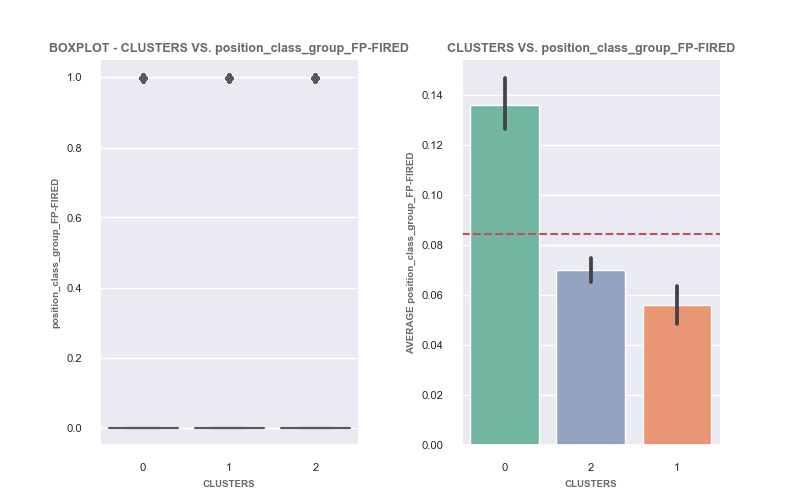 BOXPLOT - CLUSTERS VS. position_class_group_FP-FIRED
position_class_group_FP-FIRED
1.0
0.8
0.6
0.4
0.2
0.0
0 1 2
CLUSTERS
CLUSTERS VS. position_class_group_FP-FIRED
AVERAGE position_class_group_FP-FIRED
0.14
0.12
0.10
0.08
0.06
0.04
0.02
0.00
0 2 1
CLUSTERS